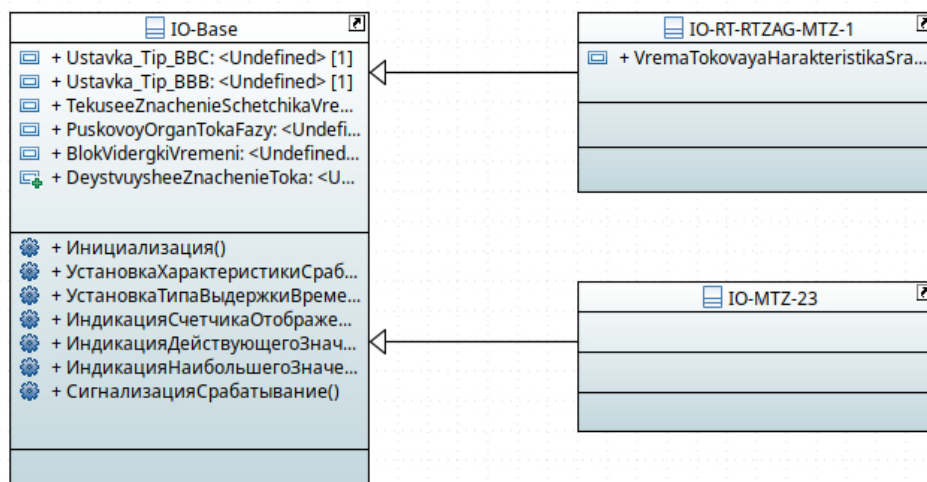 IO-Base
+ Ustavka_Tip_BBC: <Undefined> [1]
+ Ustavka_Tip_BBB: <Undefined> [1]
+ TekuseeZnachenieSchetchikaVre...
+ PuskovoyOrganTokaFazy: <Undefi...
+ BlokVidergkiVremeni: <Undefined...
+ DeystvuysheeZnachenieToka: <U...
+ Инициализация()
+ УстановкаХарактеристикиСраб...
+ УстановкаТипаВыдержкиВреме...
+ ИндикацияСчетчикаОтображе...
+ ИндикацияДействующегоЗнач...
+ ИндикацияНаибольшегоЗначе...
+ СигнализацияСрабатывание()
IO-RT-RTZAG-MTZ-1
+ VremaTokovayaHarakteristikaSra...
IO-MTZ-23